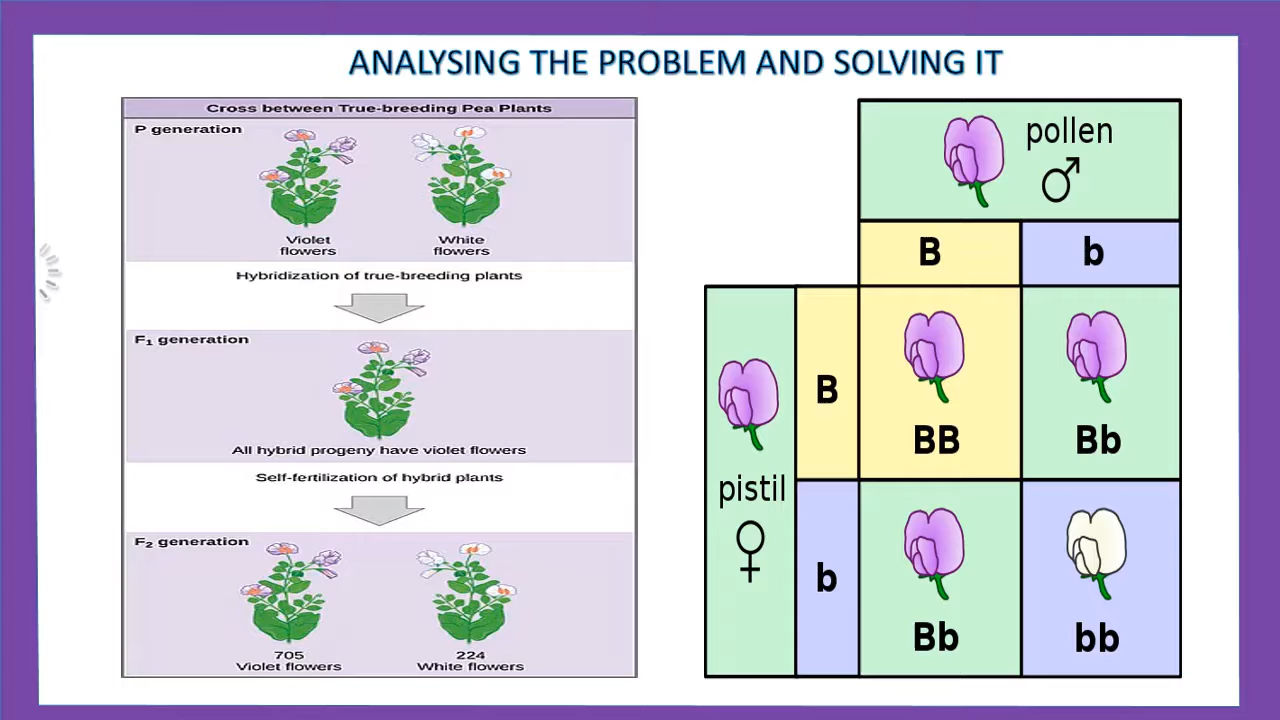 ANALYSING THE PROBLEM AND SOLVING IT
Cross between True-breeding Pea Plants
P generation
Violet flowers
White flowers
Hybridization of true-breeding plants
F₁ generation
All hybrid progeny have violet flowers
Self-fertilization of hybrid plants
F₂ generation
705
Violet flowers
224
White flowers
pollen
♂
B
b
pistil
♀
B
BB
Bb
b
Bb
bb